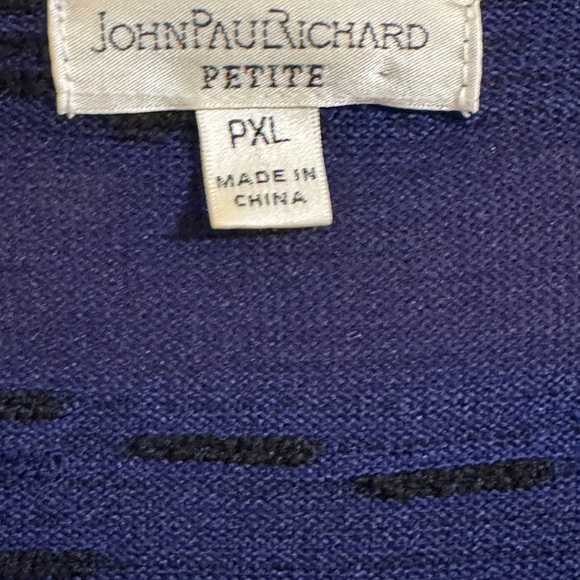 JOHNPAULRICHARD
PETITE
PXL
MADE IN
CHINA